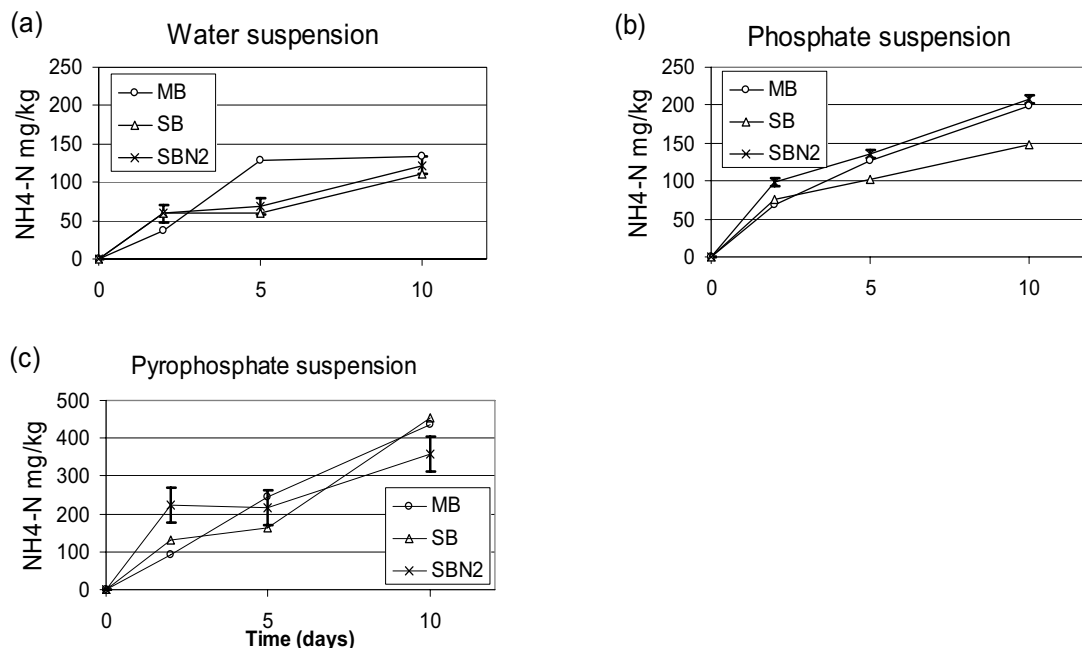 (a)
Water suspension
NH4-N mg/kg
250
200
150
100
50
0
MB
SB
SBN2
0 5 10
(b)
Phosphate suspension
NH4-N mg/kg
250
200
150
100
50
0
MB
SB
SBN2
0 5 10
(c)
Pyrophosphate suspension
NH4-N mg/kg
500
400
300
200
100
0
MB
SB
SBN2
0 5 10
Time (days)